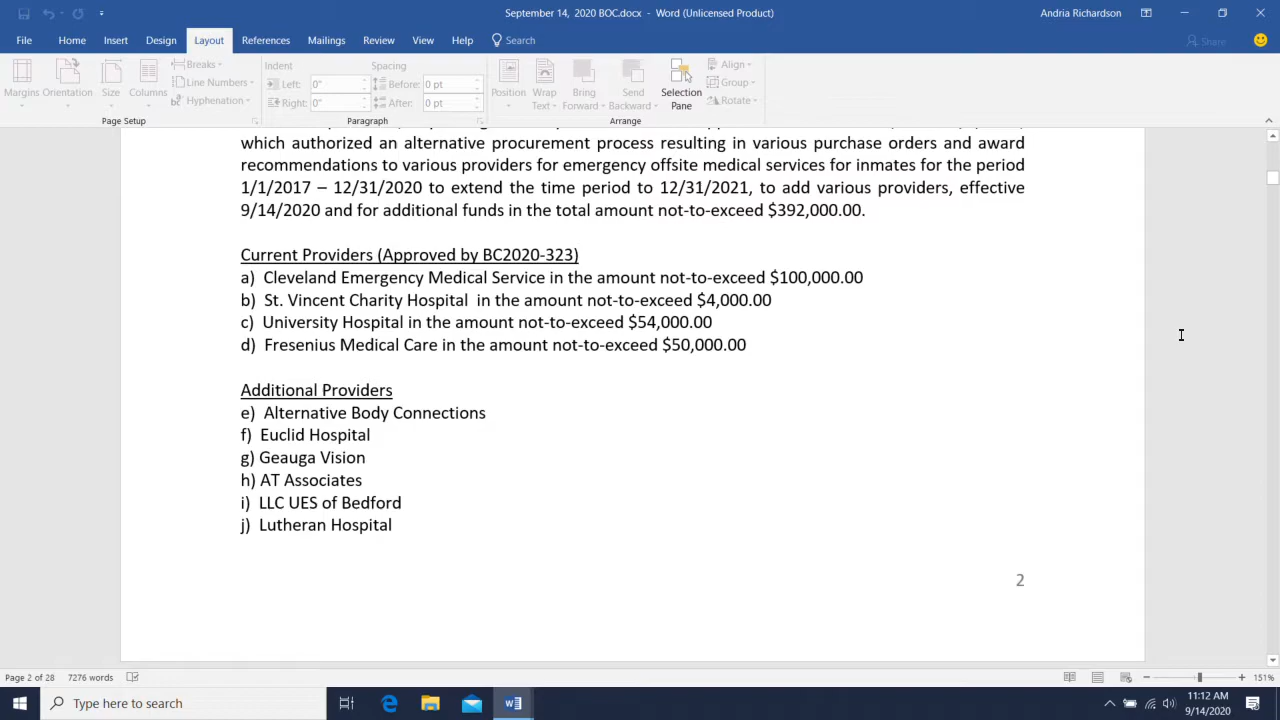 September 14, 2020 BOC.docx - Word (Unlicensed Product)
Andria Richardson
File Home Insert Design Layout References Mailings Review View Help Search Share
Margins Orientation Size Columns
Breaks
Line Numbers
Hyphenation
Page Setup
Indent
Left: 0"
Right: 0"
Spacing
Before: 0 pt
After: 0 pt
Paragraph
Position Wrap Text Bring Forward Send Backward Selection Pane
Align
Group
Rotate
Arrange
which authorized an alternative procurement process resulting in various purchase orders and award
recommendations to various providers for emergency offsite medical services for inmates for the period
1/1/2017 – 12/31/2020 to extend the time period to 12/31/2021, to add various providers, effective
9/14/2020 and for additional funds in the total amount not-to-exceed $392,000.00.
Current Providers (Approved by BC2020-323)
a) Cleveland Emergency Medical Service in the amount not-to-exceed $100,000.00
b) St. Vincent Charity Hospital in the amount not-to-exceed $4,000.00
c) University Hospital in the amount not-to-exceed $54,000.00
d) Fresenius Medical Care in the amount not-to-exceed $50,000.00
Additional Providers
e) Alternative Body Connections
f) Euclid Hospital
g) Geauga Vision
h) AT Associates
i) LLC UES of Bedford
j) Lutheran Hospital
2
Page 2 of 28 7276 words
151%
Type here to search
11:12 AM
9/14/2020